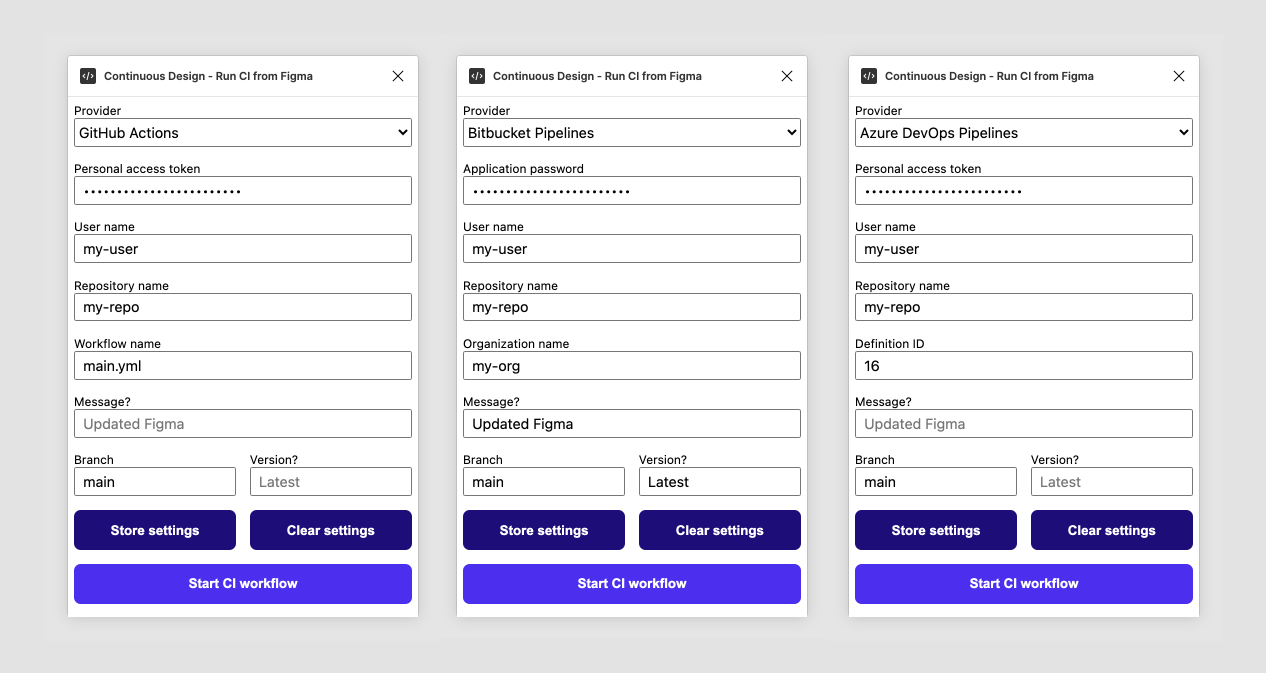 Continuous Design - Run CI from Figma
Provider
GitHub Actions
Personal access token
••••••••••••••••••••••••
User name
my-user
Repository name
my-repo
Workflow name
main.yml
Message?
Updated Figma
Branch
Version?
main
Latest
Store settings
Clear settings
Start CI workflow
Continuous Design - Run CI from Figma
Provider
Bitbucket Pipelines
Application password
••••••••••••••••••••••••
User name
my-user
Repository name
my-repo
Organization name
my-org
Message?
Updated Figma
Branch
Version?
main
Latest
Store settings
Clear settings
Start CI workflow
Continuous Design - Run CI from Figma
Provider
Azure DevOps Pipelines
Personal access token
••••••••••••••••••••••••
User name
my-user
Repository name
my-repo
Definition ID
16
Message?
Updated Figma
Branch
Version?
main
Latest
Store settings
Clear settings
Start CI workflow